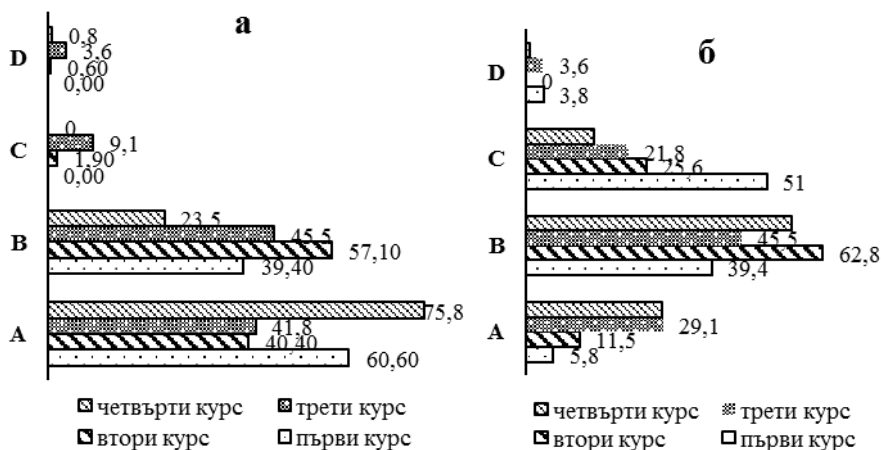 а
D
0,8
3,6
0,60
0,00
C
0
9,1
1,90
0,00
B
23,5
45,5
57,10
39,40
A
75,8
41,8
40,40
60,60
четвърти курс
трети курс
втори курс
първи курс
б
D
3,6
0
3,8
C
21,8
25,6
51
B
45,5
62,8
39,4
A
29,1
11,5
5,8
четвърти курс
трети курс
втори курс
първи курс